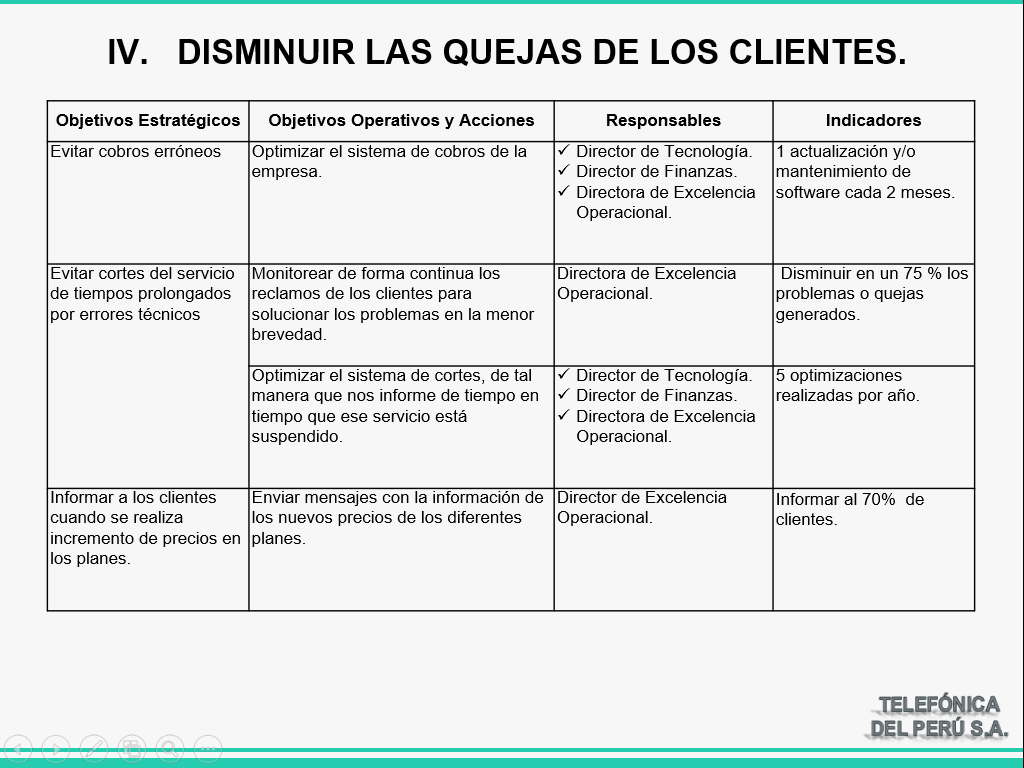 IV. DISMINUIR LAS QUEJAS DE LOS CLIENTES.
Objetivos Estratégicos
Objetivos Operativos y Acciones
Responsables
Indicadores
Evitar cobros erróneos
Optimizar el sistema de cobros de la
empresa.
✓ Director de Tecnología.
✓ Director de Finanzas.
✓ Directora de Excelencia
Operacional.
1 actualización y/o
mantenimiento de
software cada 2 meses.
Evitar cortes del servicio
de tiempos prolongados
por errores técnicos
Monitorear de forma continua los
reclamos de los clientes para
solucionar los problemas en la menor
brevedad.
Directora de Excelencia
Operacional.
Disminuir en un 75 % los
problemas o quejas
generados.
Optimizar el sistema de cortes, de tal
manera que nos informe de tiempo en
tiempo que ese servicio está
suspendido.
✓ Director de Tecnología.
✓ Director de Finanzas.
✓ Directora de Excelencia
Operacional.
5 optimizaciones
realizadas por año.
Informar a los clientes
cuando se realiza
incremento de precios en
los planes.
Enviar mensajes con la información de
los nuevos precios de los diferentes
planes.
Director de Excelencia
Operacional.
Informar al 70% de
clientes.
TELEFÓNICA
DEL PERÚ S.A.